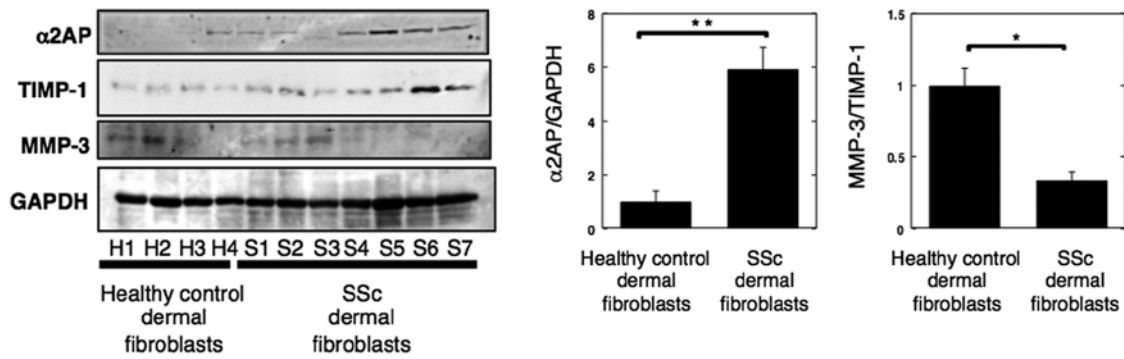 α2AP
TIMP-1
MMP-3
GAPDH
H1 H2 H3 H4 S1 S2 S3 S4 S5 S6 S7
Healthy control
dermal
fibroblasts
SSc
dermal
fibroblasts
α2AP/GAPDH
8
6
4
2
0
★★
Healthy control
dermal
fibroblasts
SSc
dermal
fibroblasts
MMP-3/TIMP-1
1.5
1
0.5
0
★
Healthy control
dermal
fibroblasts
SSc
dermal
fibroblasts